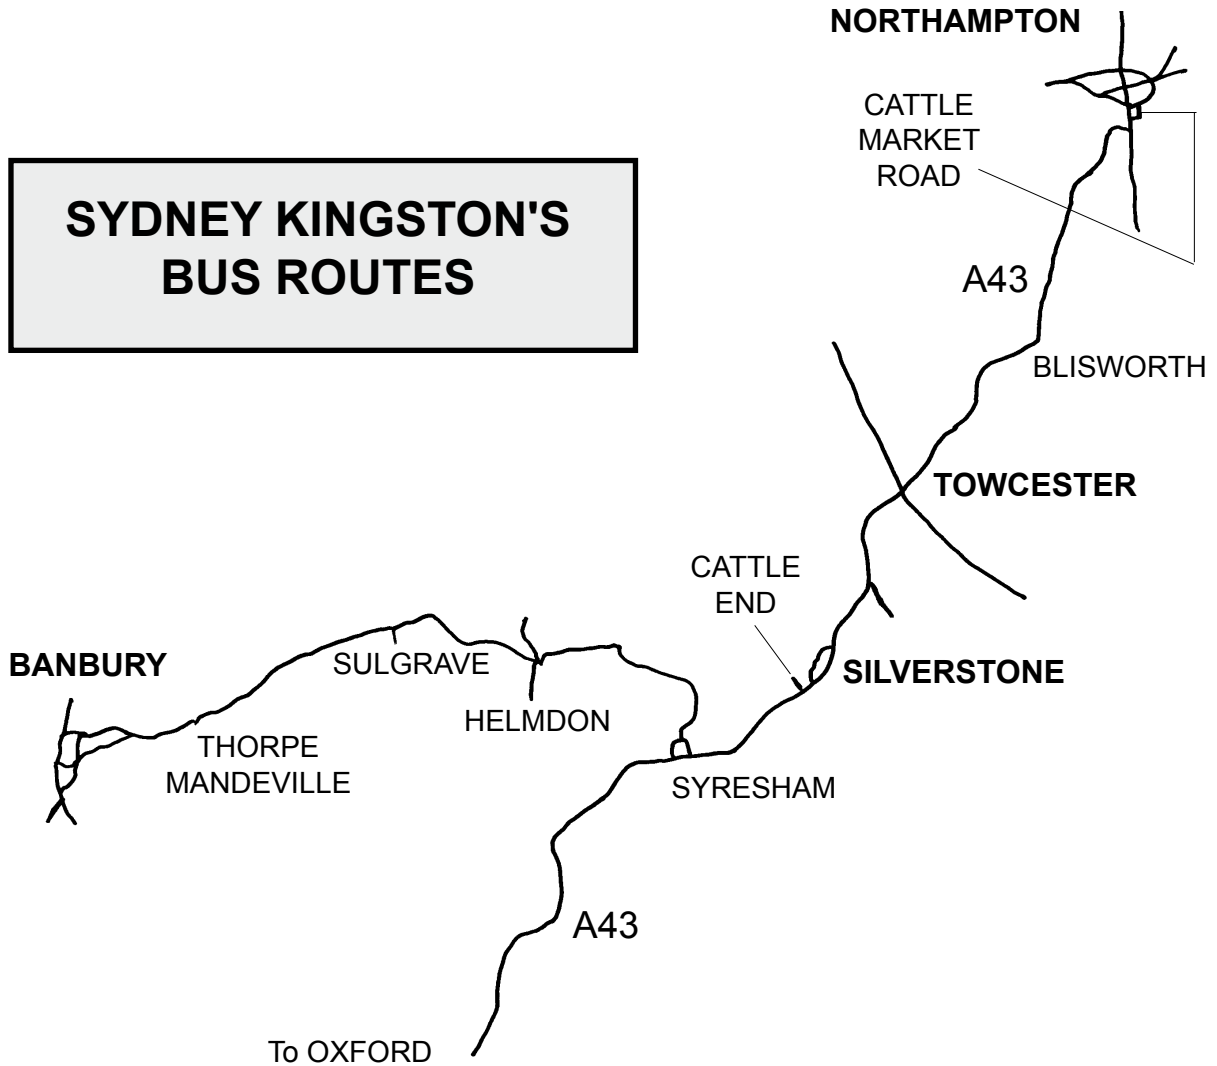 NORTHAMPTON
CATTLE
MARKET
ROAD
SYDNEY KINGSTON'S
BUS ROUTES
A43
BLISWORTH
TOWCESTER
CATTLE
END
SILVERSTONE
SULGRAVE
BANBURY
HELMDON
THORPE
MANDEVILLE
SYRESHAM
A43
To OXFORD